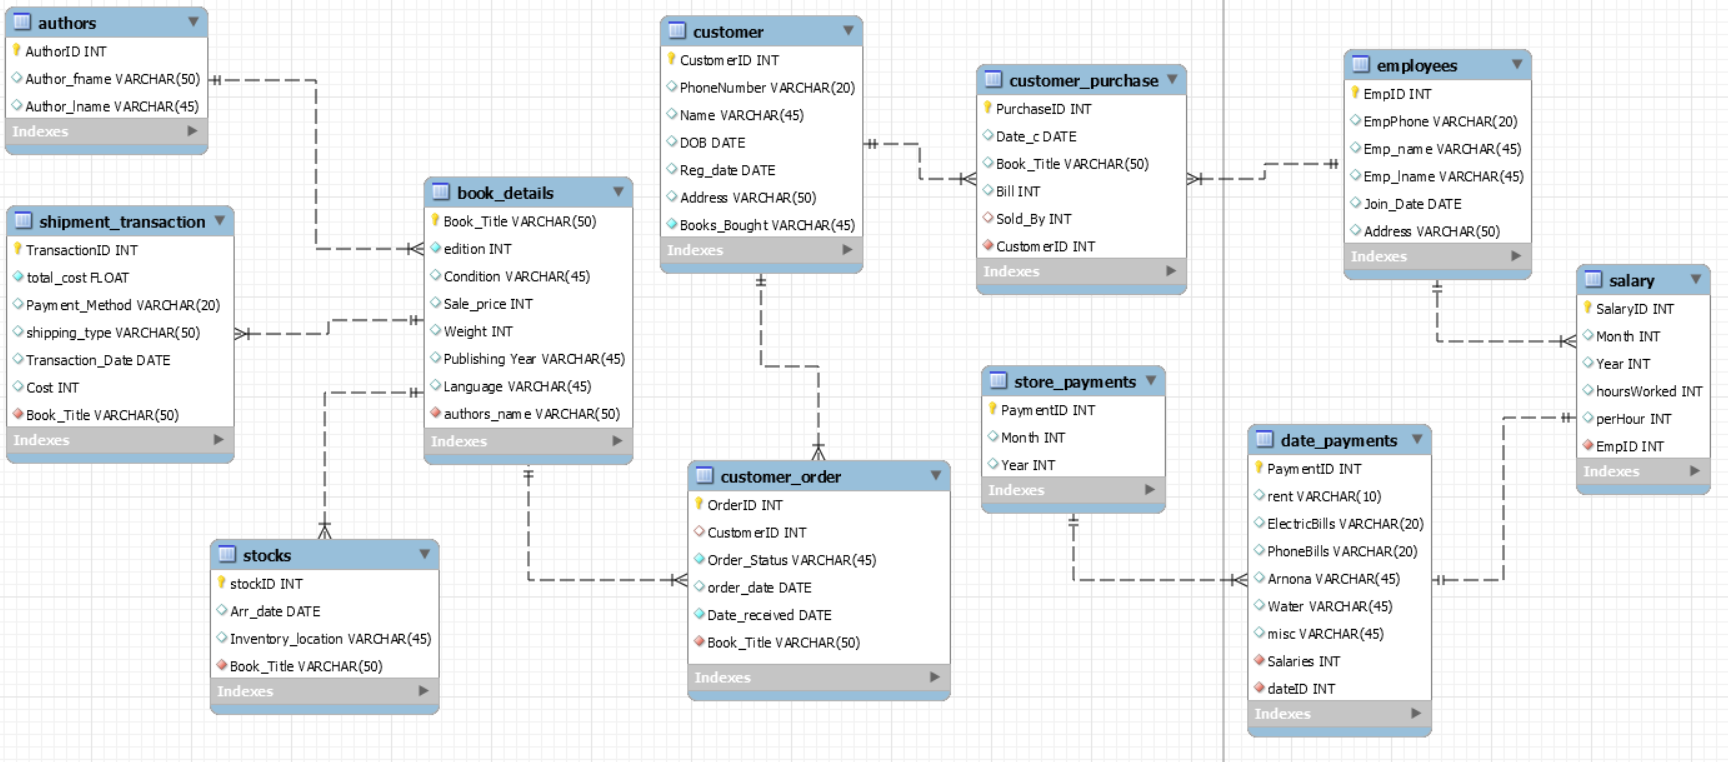 authors
AuthorID INT
Author_fname VARCHAR(50)
Author_lname VARCHAR(45)
Indexes
shipment_transaction
TransactionID INT
total_cost FLOAT
Payment_Method VARCHAR(20)
shipping_type VARCHAR(50)
Transaction_Date DATE
Cost INT
Book_Title VARCHAR(50)
Indexes
book_details
Book_Title VARCHAR(50)
edition INT
Condition VARCHAR(45)
Sale_price INT
Weight INT
Publishing Year VARCHAR(45)
Language VARCHAR(45)
authors_name VARCHAR(50)
Indexes
stocks
stockID INT
Arr_date DATE
Inventory_location VARCHAR(45)
Book_Title VARCHAR(50)
Indexes
customer
CustomerID INT
PhoneNumber VARCHAR(20)
Name VARCHAR(45)
DOB DATE
Reg_date DATE
Address VARCHAR(50)
Books_Bought VARCHAR(45)
Indexes
customer_order
OrderID INT
CustomerID INT
Order_Status VARCHAR(45)
order_date DATE
Date_received DATE
Book_Title VARCHAR(50)
Indexes
customer_purchase
PurchaseID INT
Date_c DATE
Book_Title VARCHAR(50)
Bill INT
Sold_By INT
CustomerID INT
Indexes
store_payments
PaymentID INT
Month INT
Year INT
Indexes
employees
EmpID INT
EmpPhone VARCHAR(20)
Emp_name VARCHAR(45)
Emp_lname VARCHAR(45)
Join_Date DATE
Address VARCHAR(50)
Indexes
date_payments
PaymentID INT
rent VARCHAR(10)
ElectricBills VARCHAR(20)
PhoneBills VARCHAR(20)
Arnona VARCHAR(45)
Water VARCHAR(45)
misc VARCHAR(45)
Salaries INT
dateID INT
Indexes
salary
SalaryID INT
Month INT
Year INT
hoursWorked INT
perHour INT
EmpID INT
Indexes